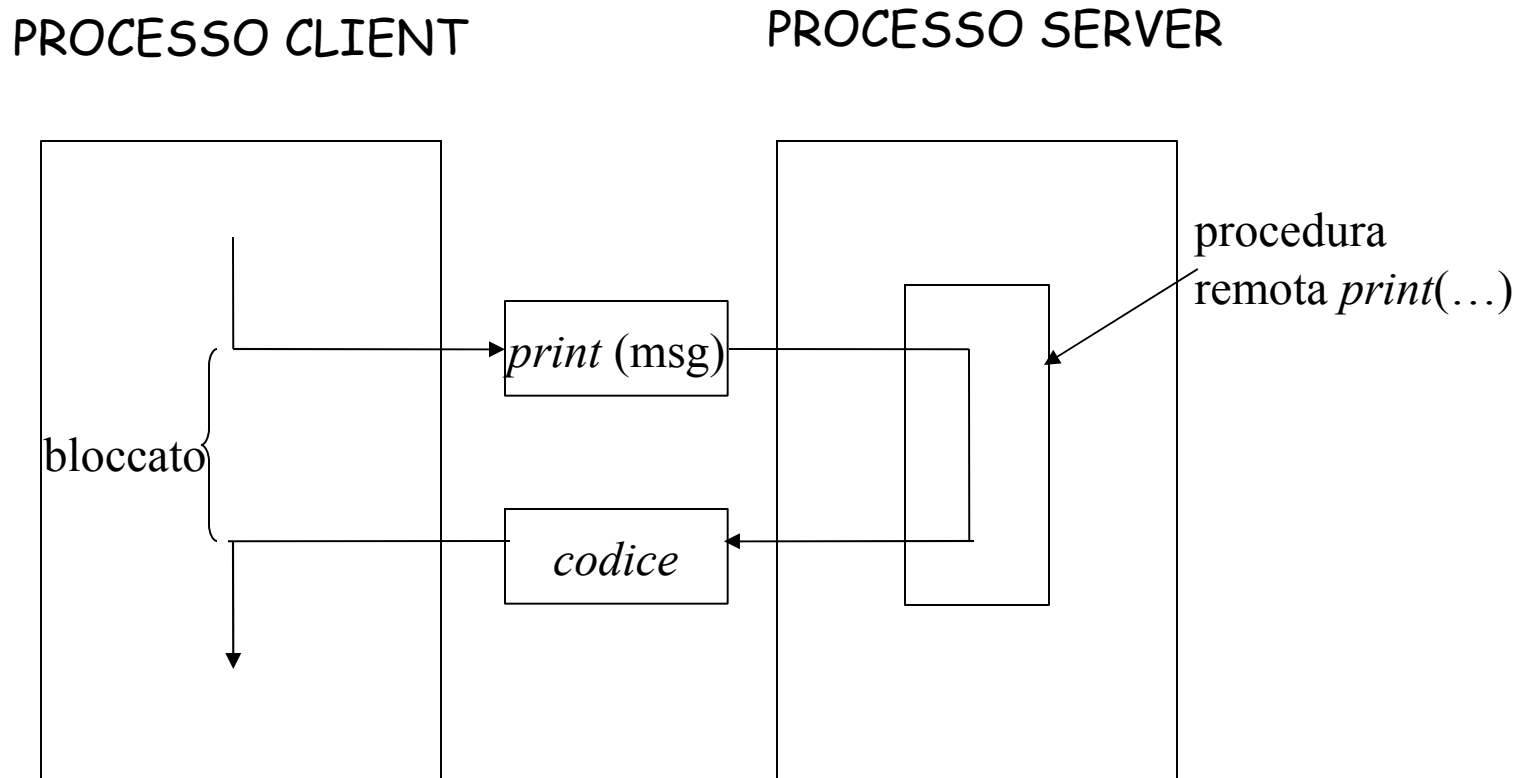 PROCESSO CLIENT
PROCESSO SERVER
procedura
remota print(…)
print (msg)
bloccato
codice